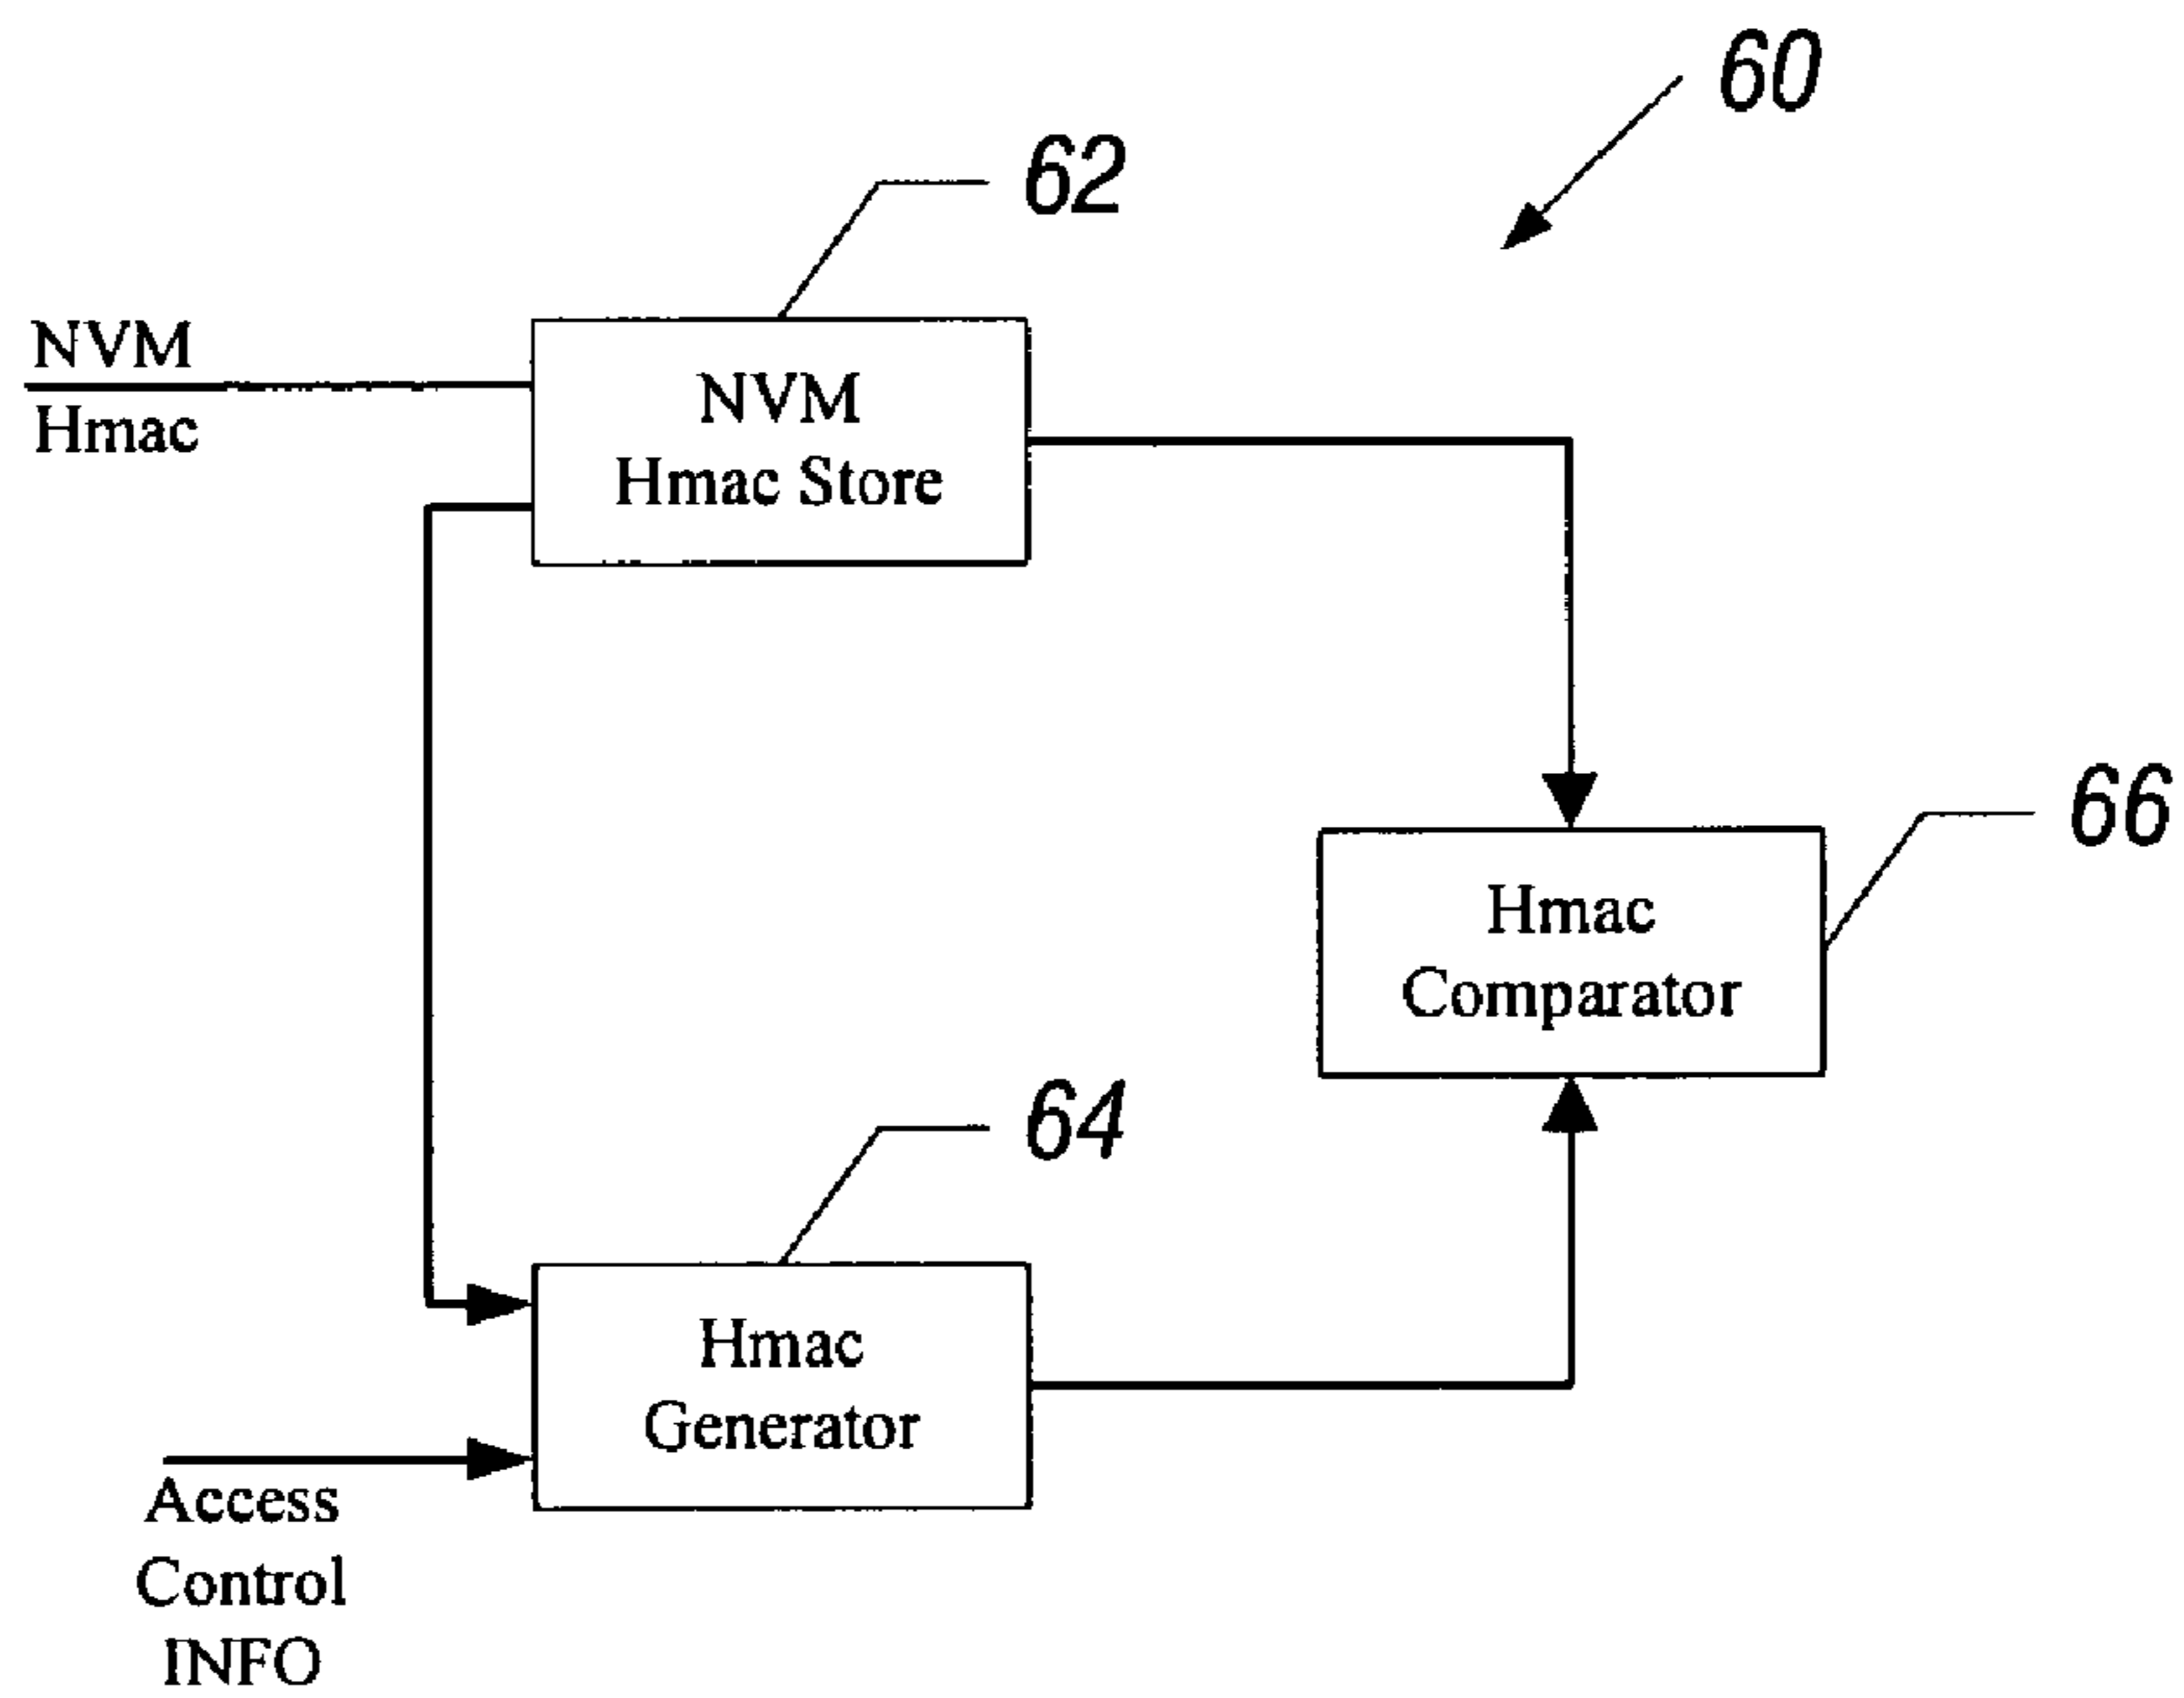 60
62
NVM
Hmac
NVM
Hmac Store
66
Hmac
Comparator
64
Hmac
Generator
Access
Control
INFO